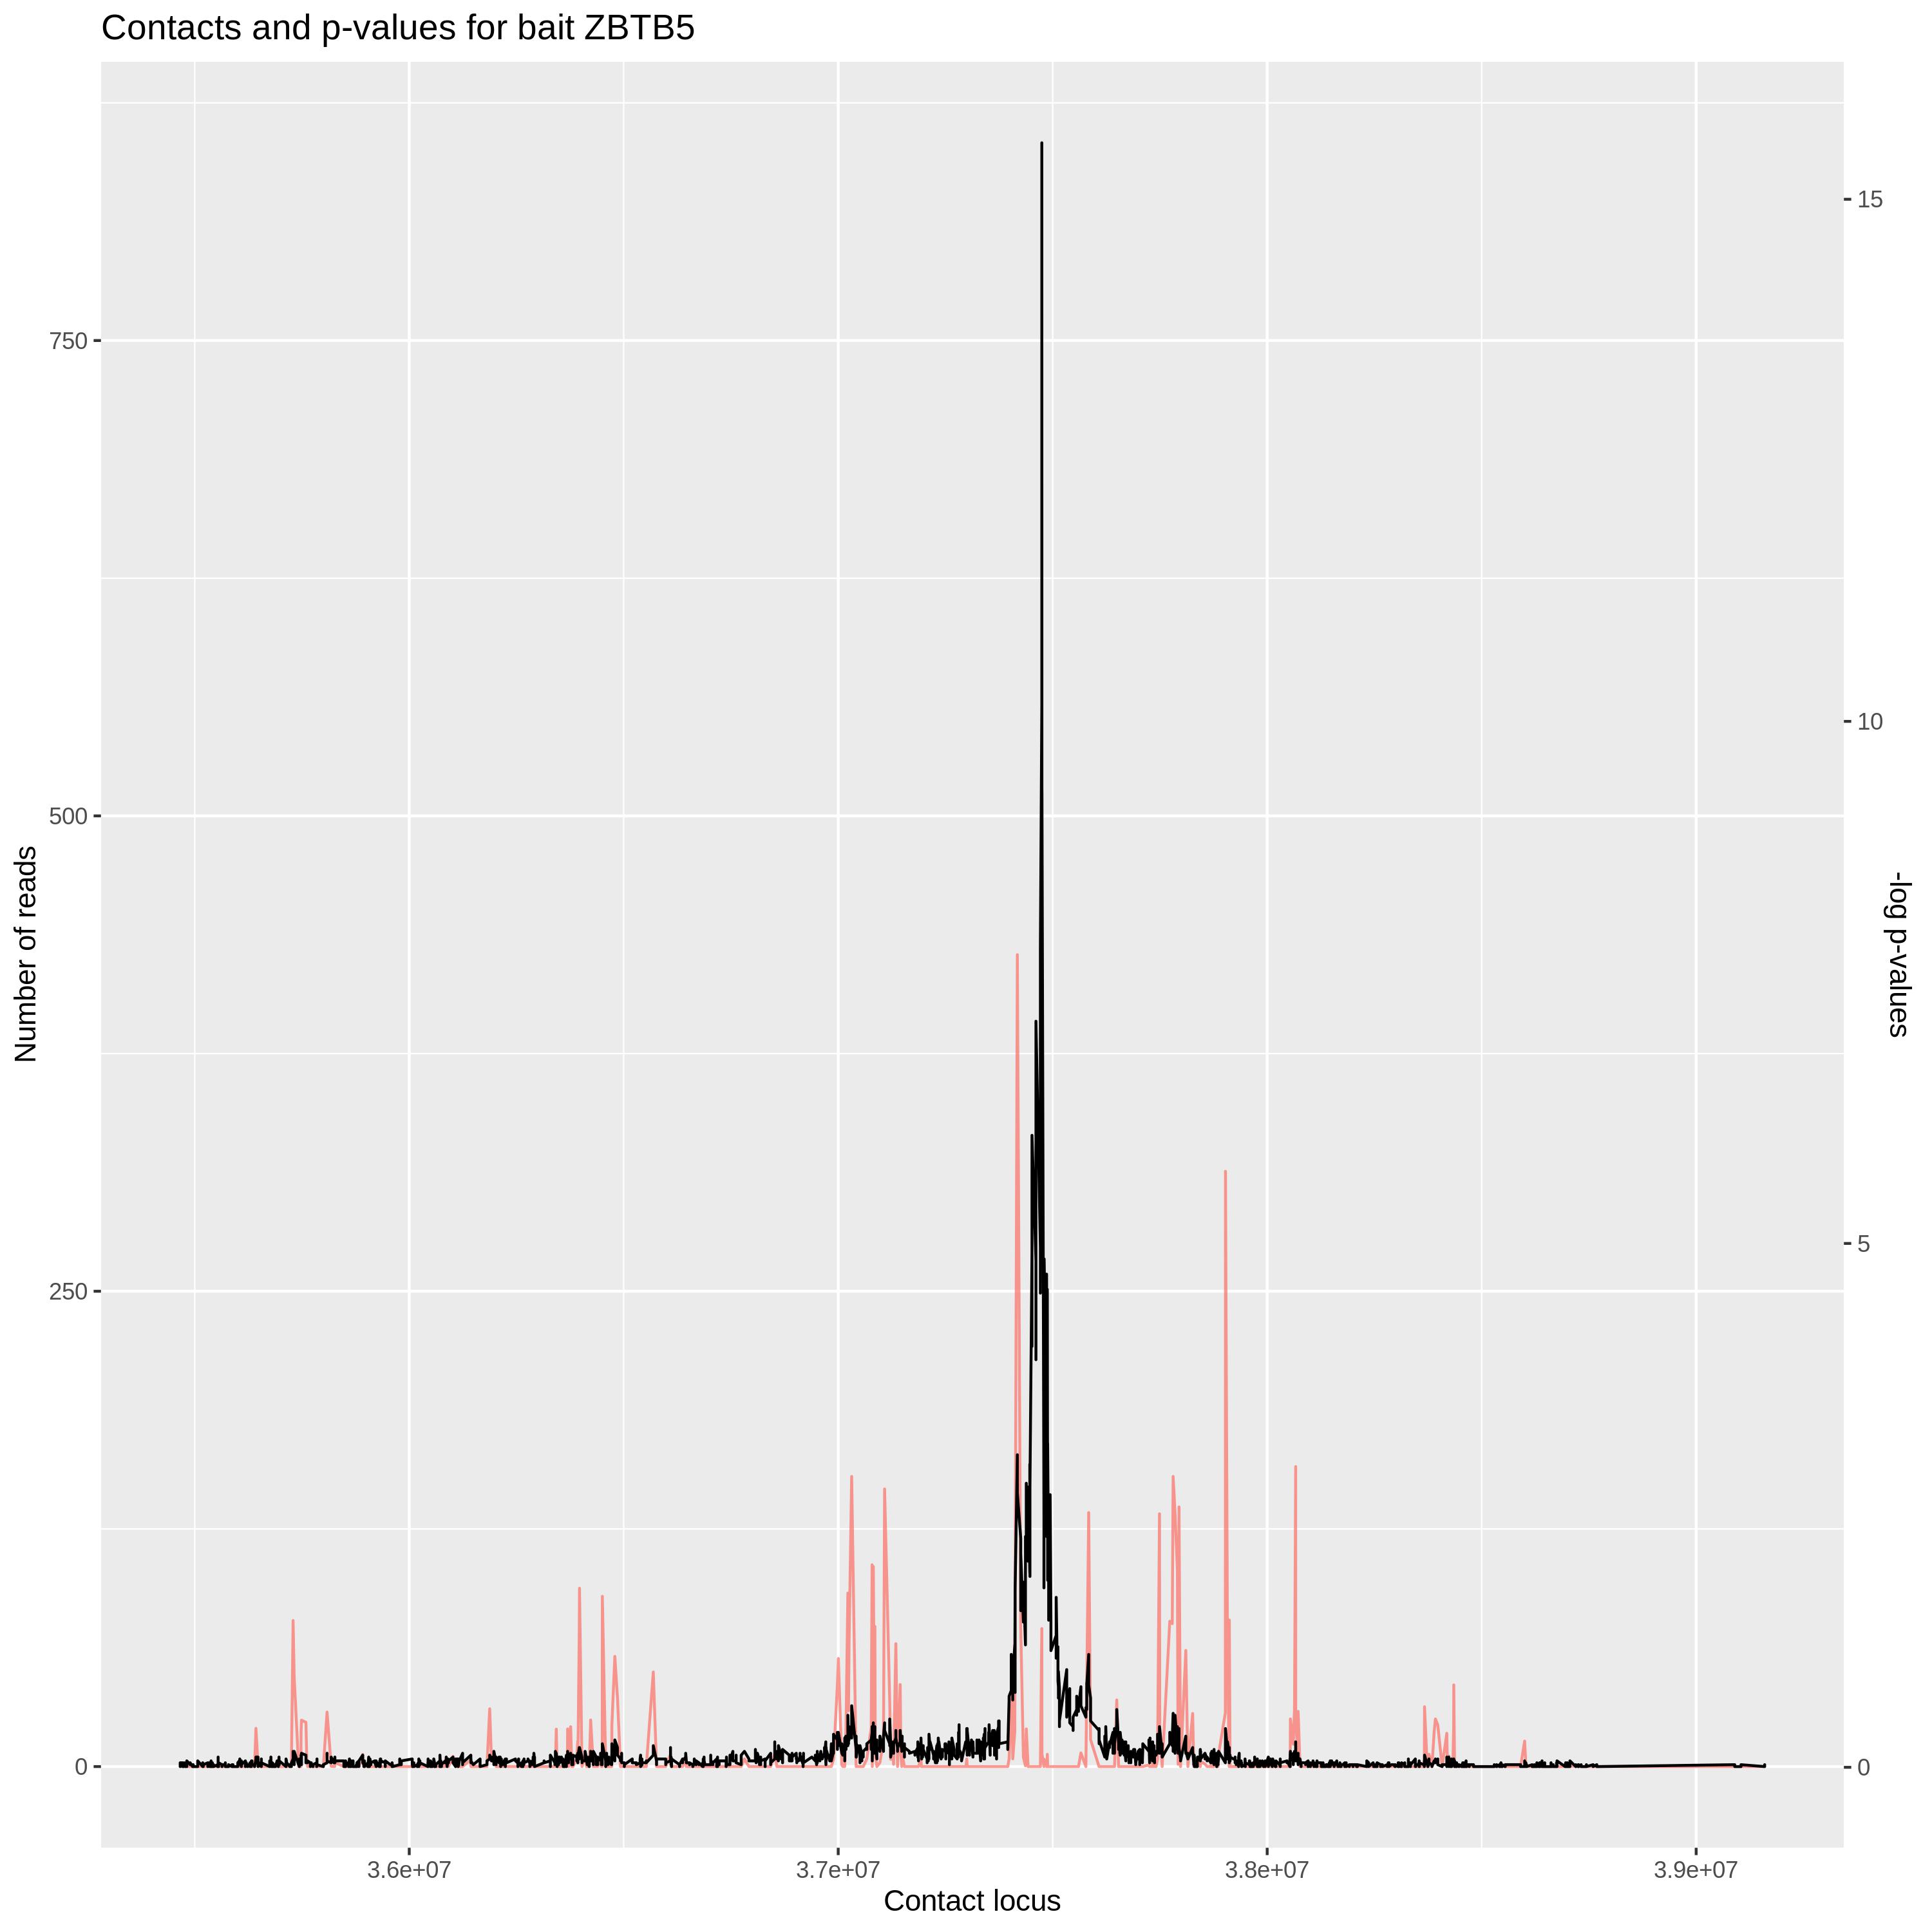 Contacts and p-values for bait ZBTB5
750
500
250
0
Number of reads
15
10
5
0
-log p-values
3.6e+07
3.7e+07
3.8e+07
3.9e+07
Contact locus